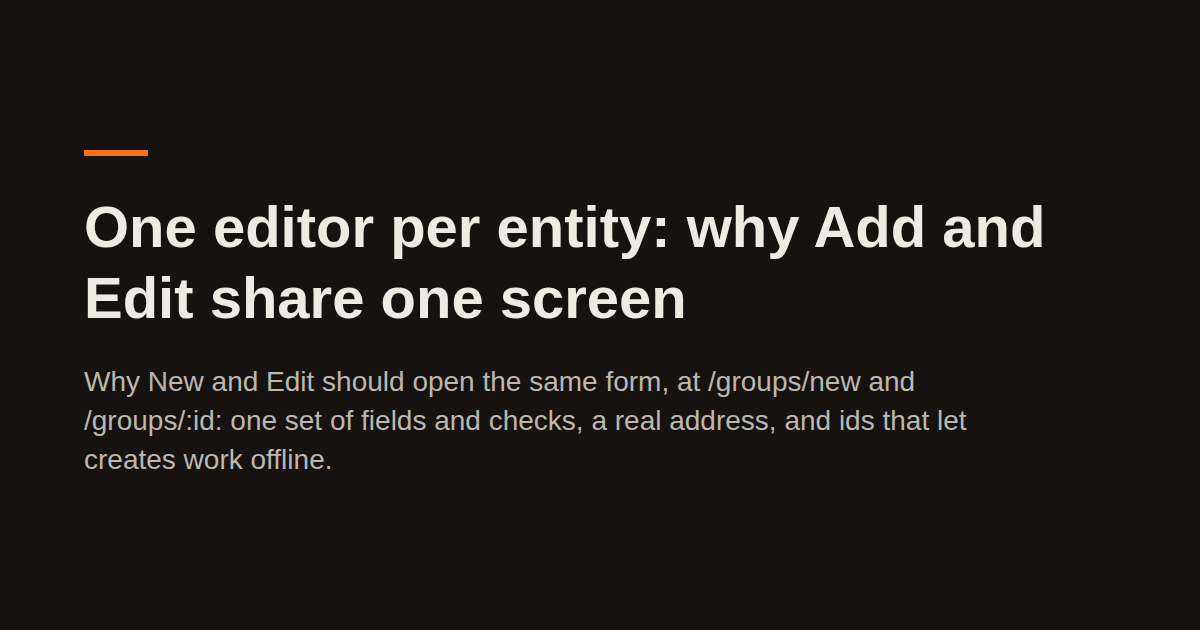 One editor per entity: why Add and
Edit share one screen
Why New and Edit should open the same form, at /groups/new and
/groups/:id: one set of fields and checks, a real address, and ids that let
creates work offline.